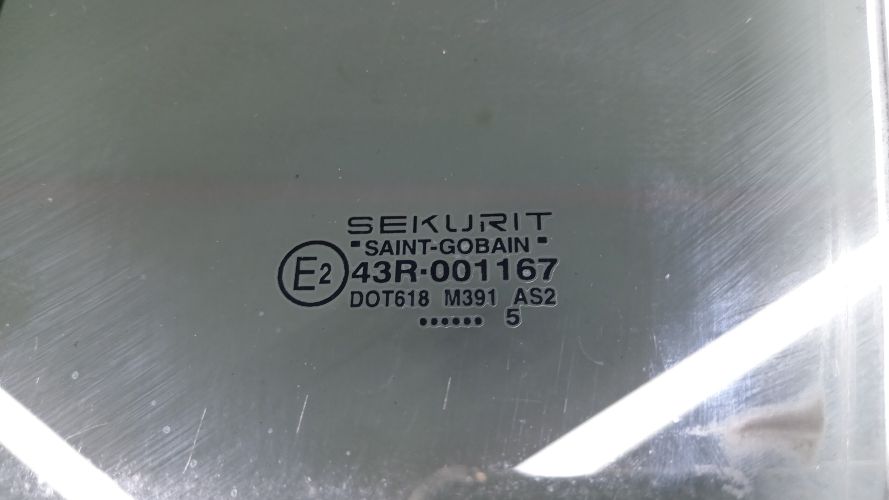 SEKURIT
SAINT-GOBAIN
E2 43R·001167
DOT618 M391 AS2
•••••• 5